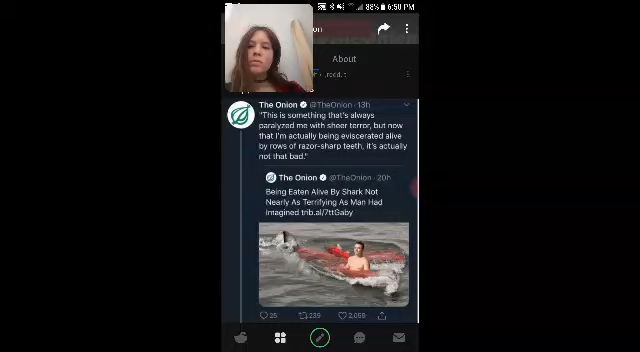 88% 6:50 PM
on
About
The Onion @TheOnion · 13h
"This is something that's always
paralyzed me with sheer terror, but now
that I'm actually being eviscerated alive
by rows of razor-sharp teeth, it's actually
not that bad."
The Onion @TheOnion · 20h
Being Eaten Alive By Shark Not
Nearly As Terrifying As Man Had
Imagined trib.al/7ttGaby
25 239 2,059